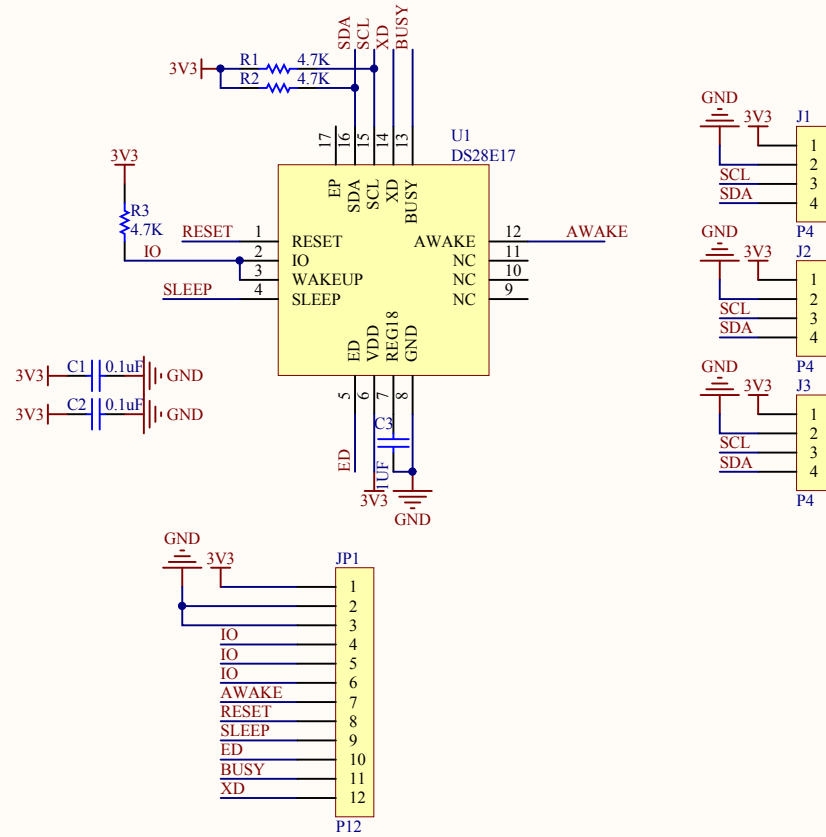 SDA
SCL
XD
BUSY
3V3
R1
4.7K
R2
4.7K
17
16
15
14
13
U1
DS28E17
EP
SDA
SCL
XD
BUSY
3V3
R3
4.7K
IO
RESET
SLEEP
1
2
3
4
RESET
IO
WAKEUP
SLEEP
AWAKE
NC
NC
NC
12
11
10
9
AWAKE
ED
VDD
REG18
GND
5
6
7
8
ED
C3
1UF
3V3
GND
3V3
C1
0.1uF
GND
3V3
C2
0.1uF
GND
GND
3V3
J1
1
2
SCL
3
SDA
4
P4
GND
3V3
J2
1
2
SCL
3
SDA
4
P4
GND
3V3
J3
1
2
SCL
3
SDA
4
P4
GND
3V3
JP1
1
2
3
IO
4
IO
5
IO
6
AWAKE
7
RESET
8
SLEEP
9
ED
10
BUSY
11
XD
12
P12